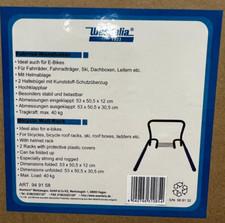 Westfalia
• Ideal auch für E-Bikes
• Für Fahrräder, Fahrradträger, Ski, Dachboxen, Leitern etc.
• Mit Helmablage
• 2 Haltebügel mit Kunststoff-Schutzüberzug
• Hochklappbar
• Besonders stabil und belastbar
• Abmessungen eingeklappt: 53 x 50,5 x 12 cm
• Abmessungen ausgeklappt: 53 x 50,5 x 30,5 cm
• Tragkraft: max. 40 kg
• Ideal also for e-bikes
• For bicycles, bicycle roof racks, ski, roof boxes, ladders etc.
• With helmet rack
• 2 Racks with protective plastic covers
• Can be folded up
• Especially strong and rugged
• Dimensions folded: 53 x 50,5 x 12 cm
• Dimensions unfolded: 53 x 50,5 x 30,5 cm
• Max. Load: 40 kg
Art. 94 91 58